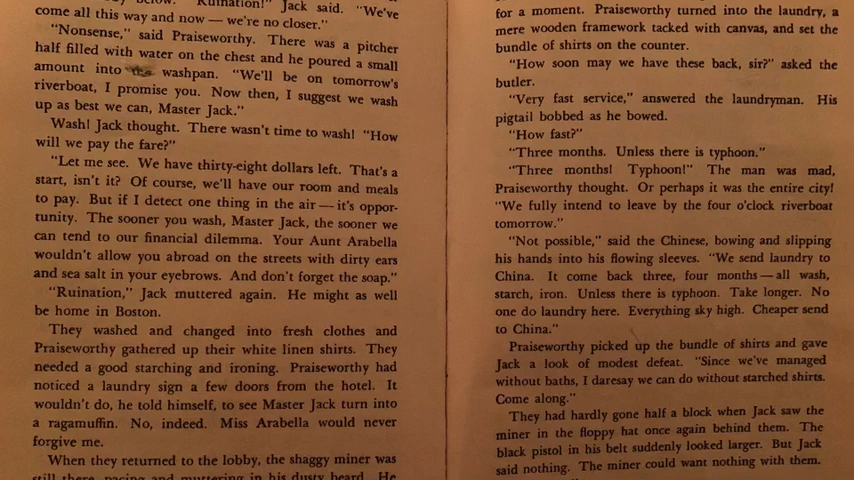 below. "Ruination!" Jack said. "We've
come all this way and now — we're no closer."
"Nonsense," said Praiseworthy. There was a pitcher
half filled with water on the chest and he poured a small
amount into the washpan. "We'll be on tomorrow's
riverboat, I promise you. Now then, I suggest we wash
up as best we can, Master Jack."
Wash! Jack thought. There wasn't time to wash! "How
will we pay the fare?"
"Let me see. We have thirty-eight dollars left. That's a
start, isn't it? Of course, we'll have our room and meals
to pay. But if I detect one thing in the air — it's oppor-
tunity. The sooner you wash, Master Jack, the sooner we
can tend to our financial dilemma. Your Aunt Arabella
wouldn't allow you abroad on the streets with dirty ears
and sea salt in your eyebrows. And don't forget the soap."
"Ruination," Jack muttered again. He might as well
be home in Boston.
They washed and changed into fresh clothes and
Praiseworthy gathered up their white linen shirts. They
needed a good starching and ironing. Praiseworthy had
noticed a laundry sign a few doors from the hotel. It
wouldn't do, he told himself, to see Master Jack turn into
a ragamuffin. No, indeed. Miss Arabella would never
forgive me.
When they returned to the lobby, the shaggy miner was
still there, pacing and muttering in his dusty beard. He
for a moment. Praiseworthy turned into the laundry, a
mere wooden framework tacked with canvas, and set the
bundle of shirts on the counter.
"How soon may we have these back, sir?" asked the
butler.
"Very fast service," answered the laundryman. His
pigtail bobbed as he bowed.
"How fast?"
"Three months. Unless there is typhoon."
"Three months! Typhoon!" The man was mad,
Praiseworthy thought. Or perhaps it was the entire city!
"We fully intend to leave by the four o'clock riverboat
tomorrow."
"Not possible," said the Chinese, bowing and slipping
his hands into his flowing sleeves. "We send laundry to
China. It come back three, four months — all wash,
starch, iron. Unless there is typhoon. Take longer. No
one do laundry here. Everything sky high. Cheaper send
to China."
Praiseworthy picked up the bundle of shirts and gave
Jack a look of modest defeat. "Since we've managed
without baths, I daresay we can do without starched shirts.
Come along."
They had hardly gone half a block when Jack saw the
miner in the floppy hat once again behind them. The
black pistol in his belt suddenly looked larger. But Jack
said nothing. The miner could want nothing with them.